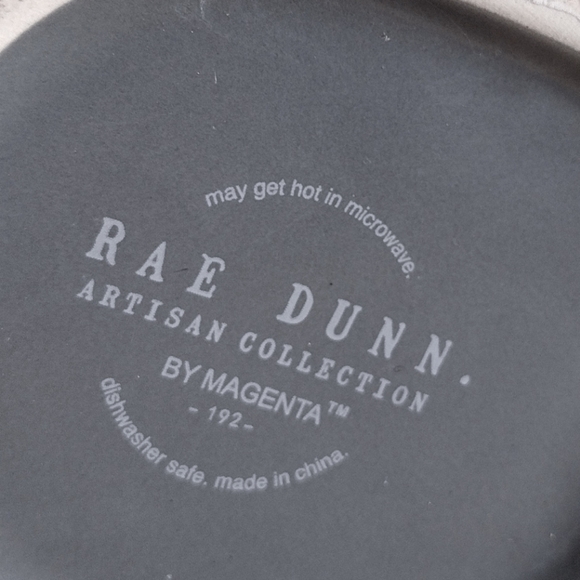 may get hot in microwave.
RAE DUNN.
ARTISAN COLLECTION
BY MAGENTA™
- 192-
dishwasher safe. made in china.